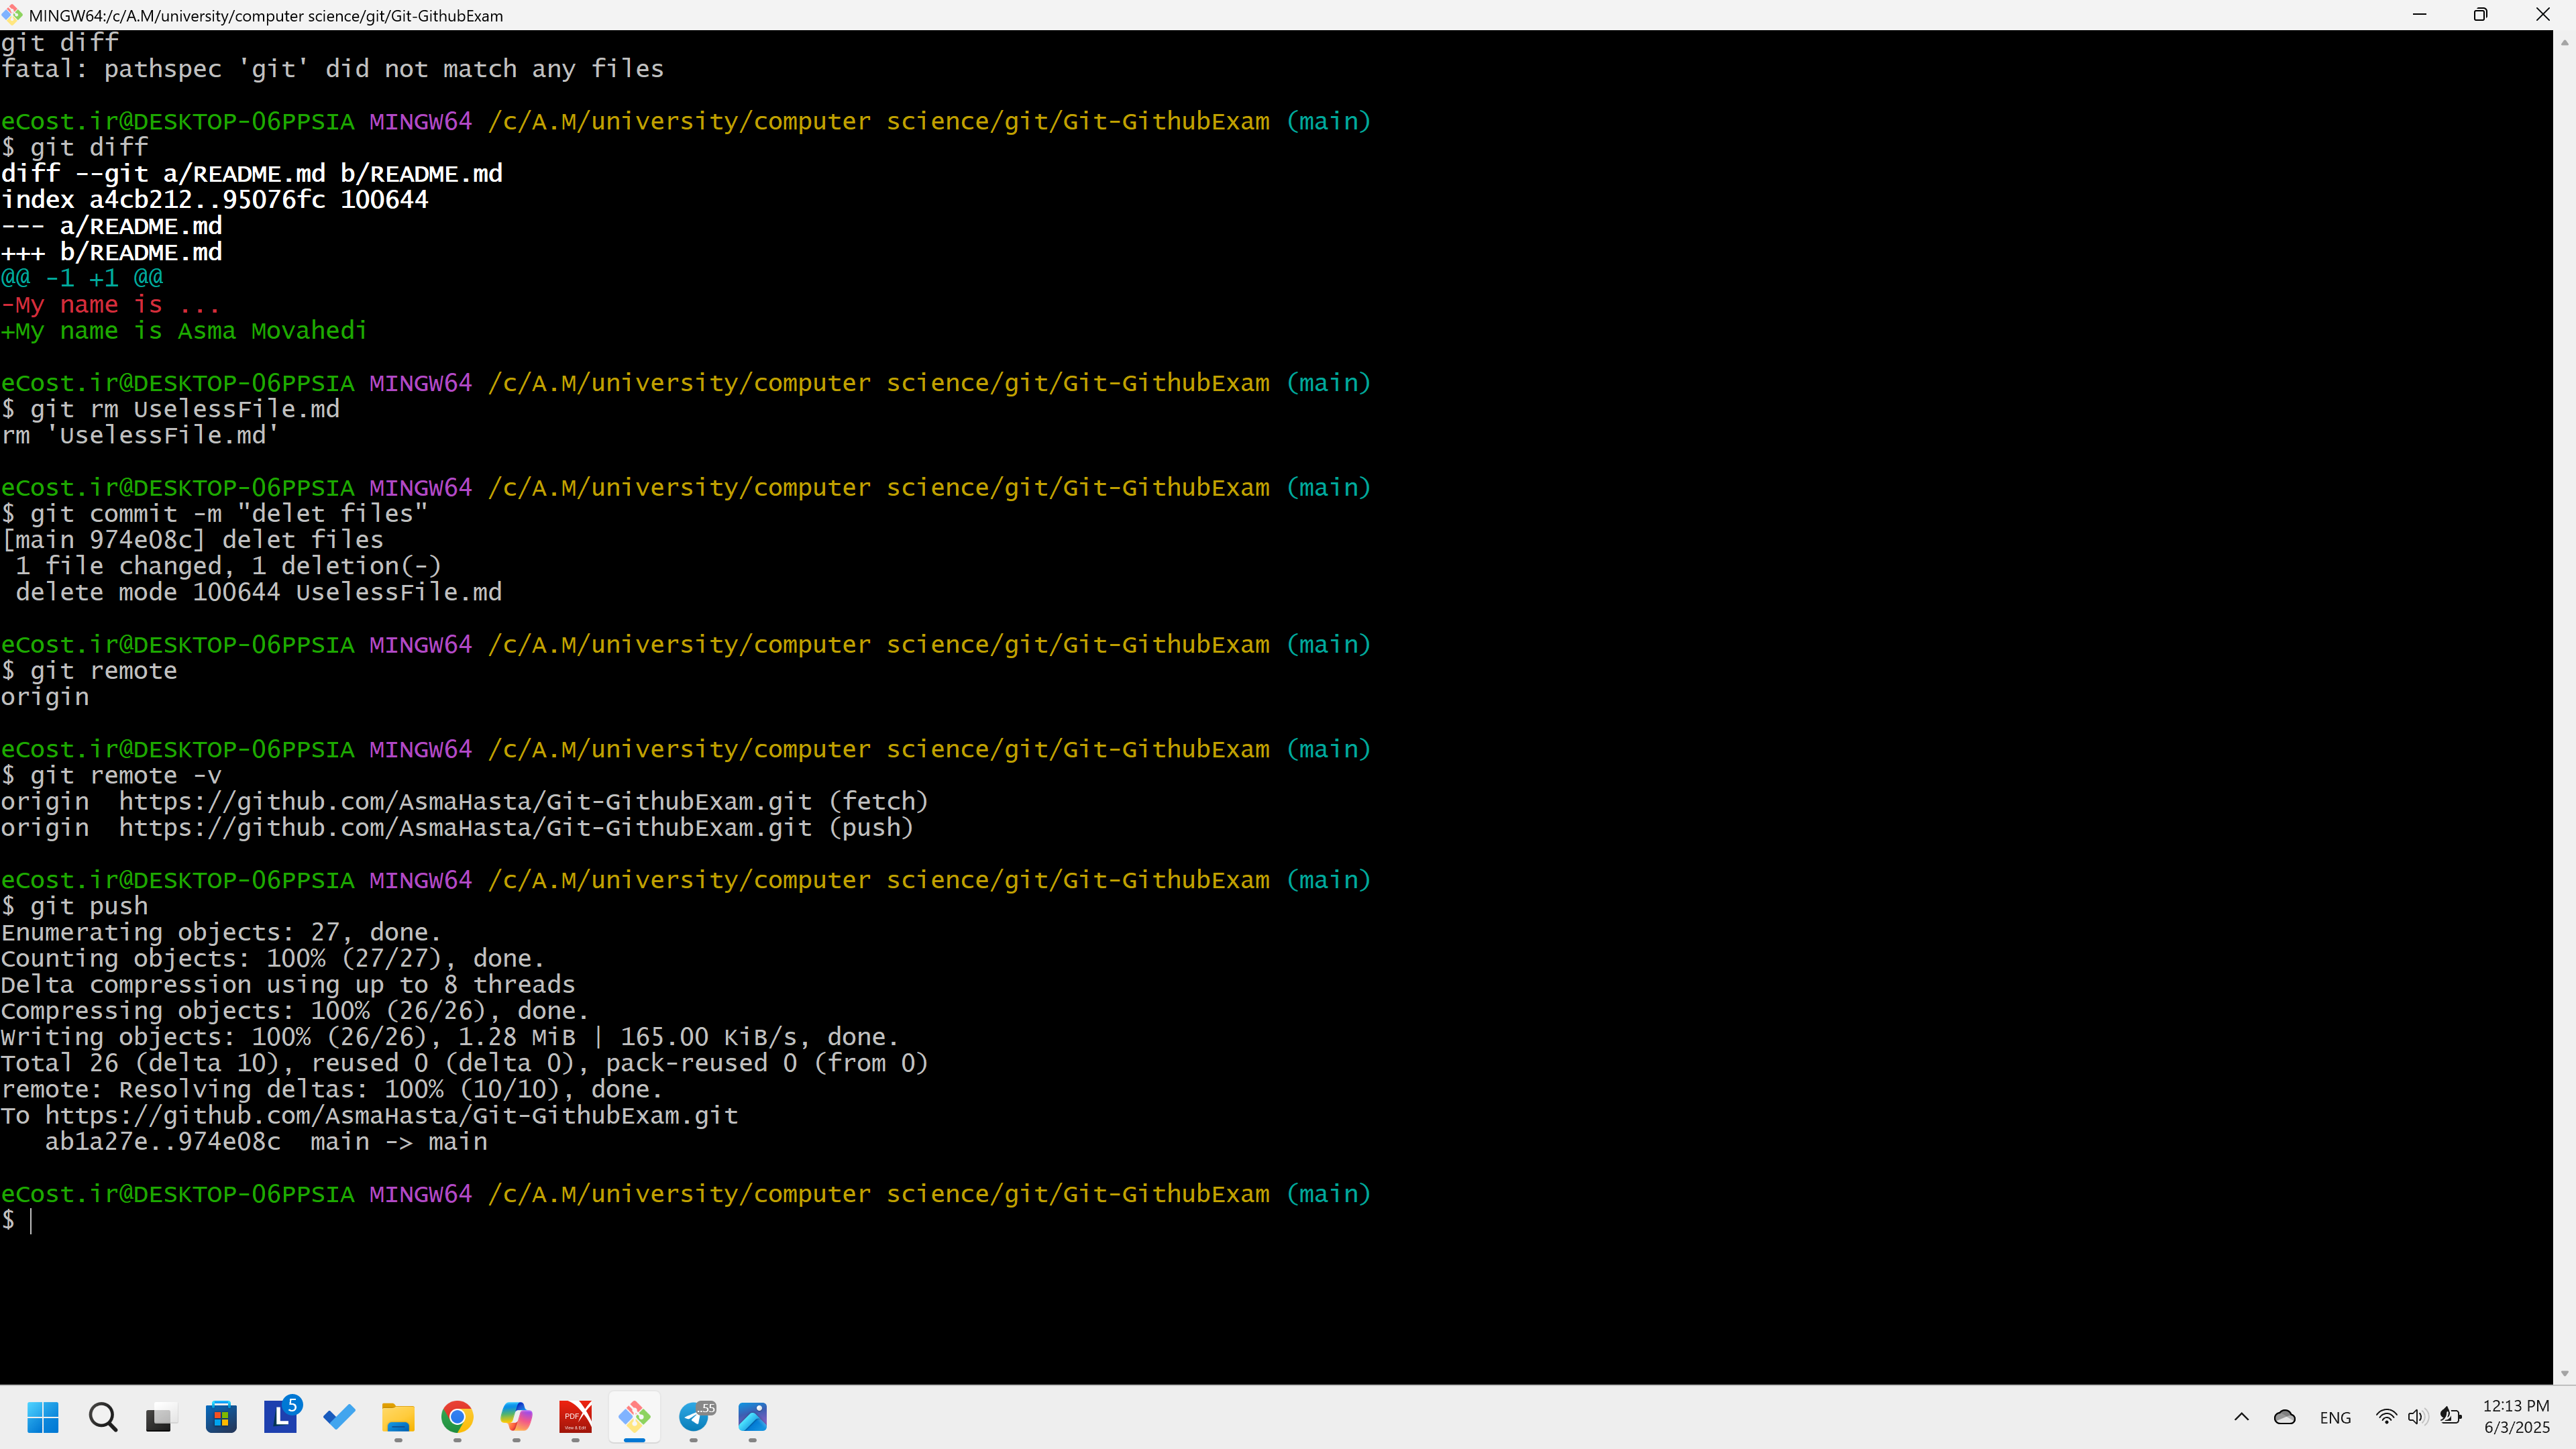 MINGW64:/c/A.M/university/computer science/git/Git-GithubExam
git diff
fatal: pathspec 'git' did not match any files
eCost.ir@DESKTOP-O6PPSIA MINGW64 /c/A.M/university/computer science/git/Git-GithubExam (main)
$ git diff
diff --git a/README.md b/README.md
index a4cb212..95076fc 100644
--- a/README.md
+++ b/README.md
@@ -1 +1 @@
-My name is ...
+My name is Asma Movahedi
eCost.ir@DESKTOP-O6PPSIA MINGW64 /c/A.M/university/computer science/git/Git-GithubExam (main)
$ git rm UselessFile.md
rm 'UselessFile.md'
eCost.ir@DESKTOP-O6PPSIA MINGW64 /c/A.M/university/computer science/git/Git-GithubExam (main)
$ git commit -m "delet files"
[main 974e08c] delet files
1 file changed, 1 deletion(-)
delete mode 100644 UselessFile.md
eCost.ir@DESKTOP-O6PPSIA MINGW64 /c/A.M/university/computer science/git/Git-GithubExam (main)
$ git remote
origin
eCost.ir@DESKTOP-O6PPSIA MINGW64 /c/A.M/university/computer science/git/Git-GithubExam (main)
$ git remote -v
origin  https://github.com/AsmaHasta/Git-GithubExam.git (fetch)
origin  https://github.com/AsmaHasta/Git-GithubExam.git (push)
eCost.ir@DESKTOP-O6PPSIA MINGW64 /c/A.M/university/computer science/git/Git-GithubExam (main)
$ git push
Enumerating objects: 27, done.
Counting objects: 100% (27/27), done.
Delta compression using up to 8 threads
Compressing objects: 100% (26/26), done.
Writing objects: 100% (26/26), 1.28 MiB | 165.00 KiB/s, done.
Total 26 (delta 10), reused 0 (delta 0), pack-reused 0 (from 0)
remote: Resolving deltas: 100% (10/10), done.
To https://github.com/AsmaHasta/Git-GithubExam.git
ab1a27e..974e08c  main -> main
eCost.ir@DESKTOP-O6PPSIA MINGW64 /c/A.M/university/computer science/git/Git-GithubExam (main)
$
L 5
PDF
View & Edit
..55
ENG
12:13 PM
6/3/2025